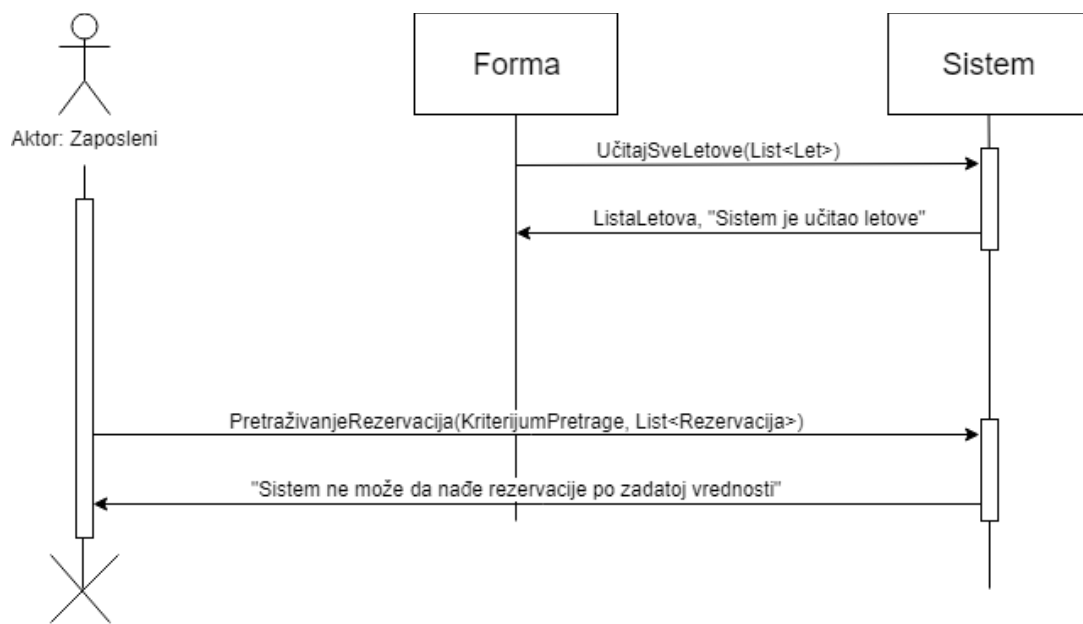 Forma
Sistem
Aktor: Zaposleni
UčitajSveLetove(List<Let>)
ListaLetova, "Sistem je učitao letove"
PretraživanjeRezervacija(KriterijumPretrage, List<Rezervacija>)
"Sistem ne može da nađe rezervacije po zadatoj vrednosti"